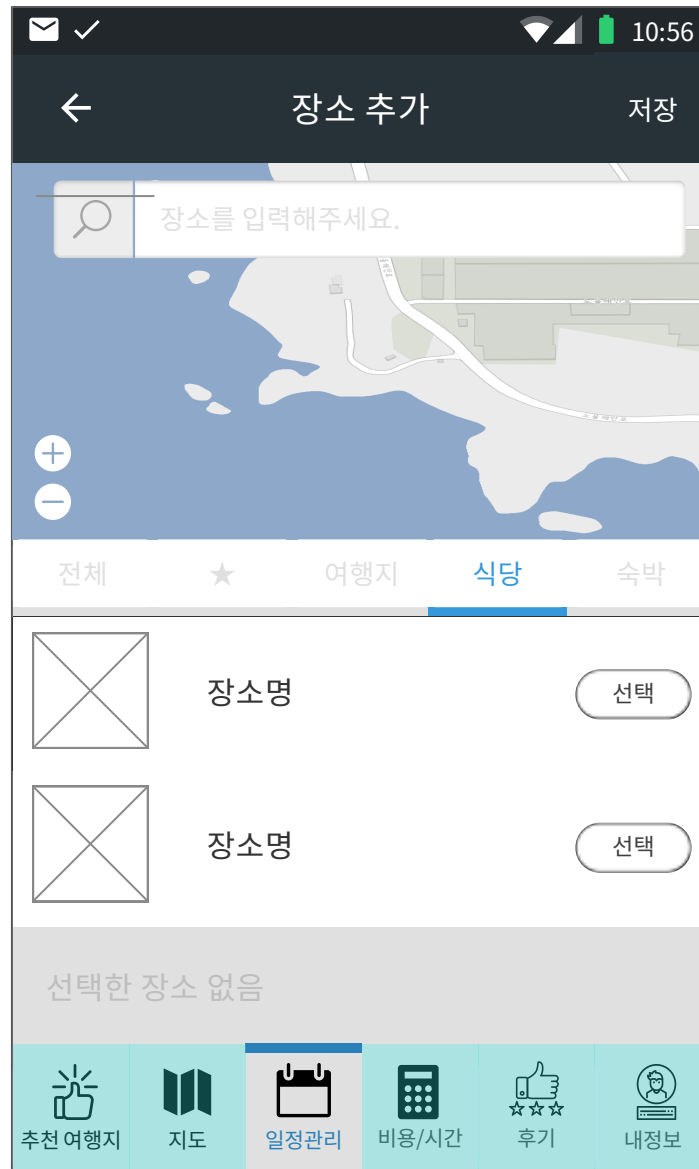 10:56
장소 추가
저장
장소를 입력해주세요.
전체
★
여행지
식당
숙박
장소명
선택
장소명
선택
선택한 장소 없음
추천 여행지
지도
일정관리
비용/시간
후기
내정보